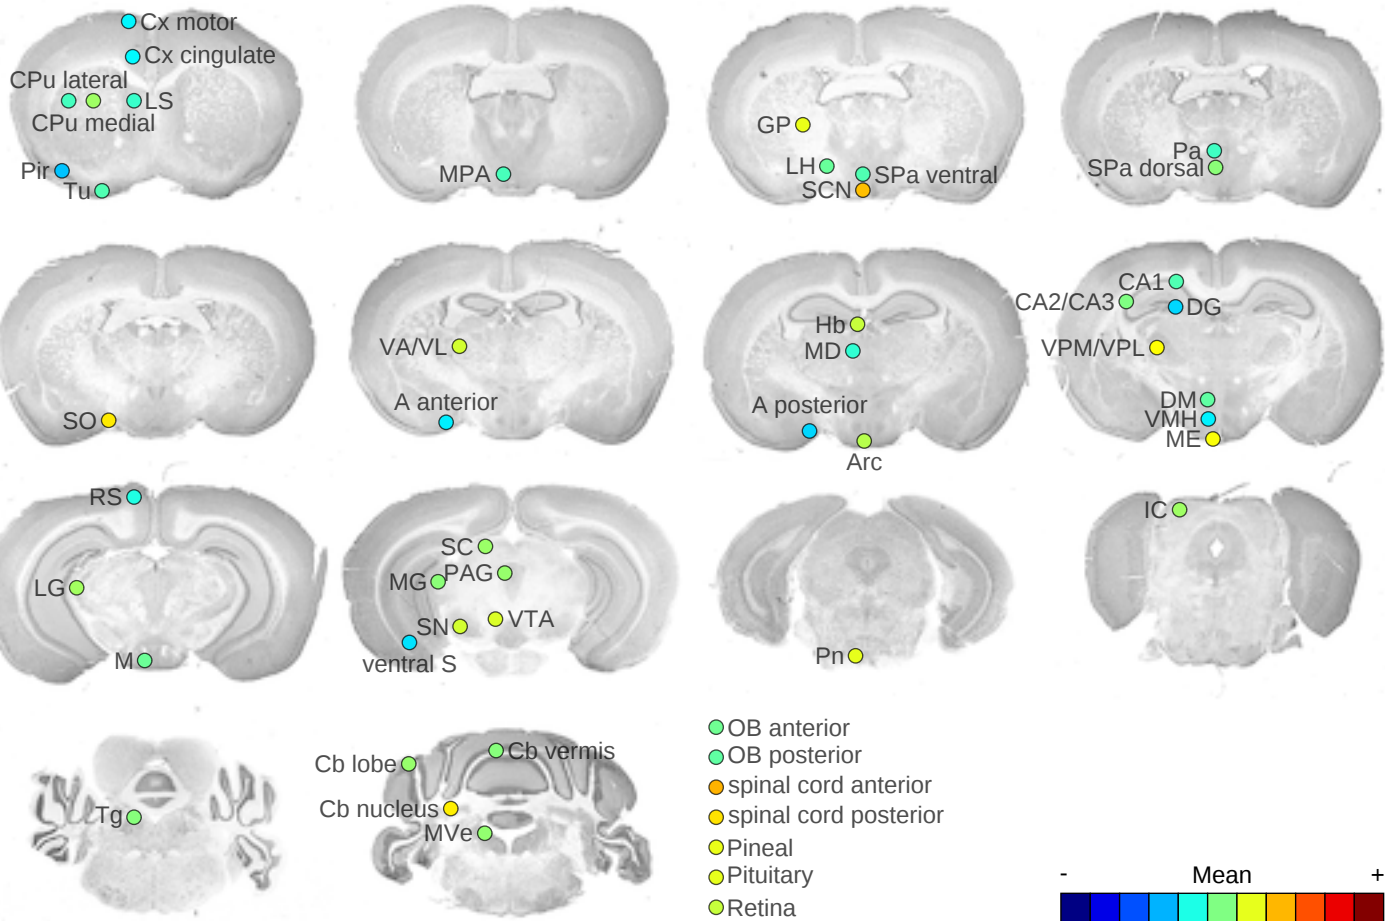 Cx motor
Cx cingulate
CPu lateral
LS
CPu medial
Pir
Tu
MPA
GP
LH
SPa ventral
SCN
Pa
SPa dorsal
SO
VA/VL
A anterior
Hb
MD
A posterior
Arc
CA1
CA2/CA3
DG
VPM/VPL
DM
VMH
ME
RS
LG
M
SC
MG
PAG
SN
VTA
ventral S
Pn
IC
Tg
Cb lobe
Cb vermis
Cb nucleus
MVe
OB anterior
OB posterior
spinal cord anterior
spinal cord posterior
Pineal
Pituitary
Retina
- Mean +